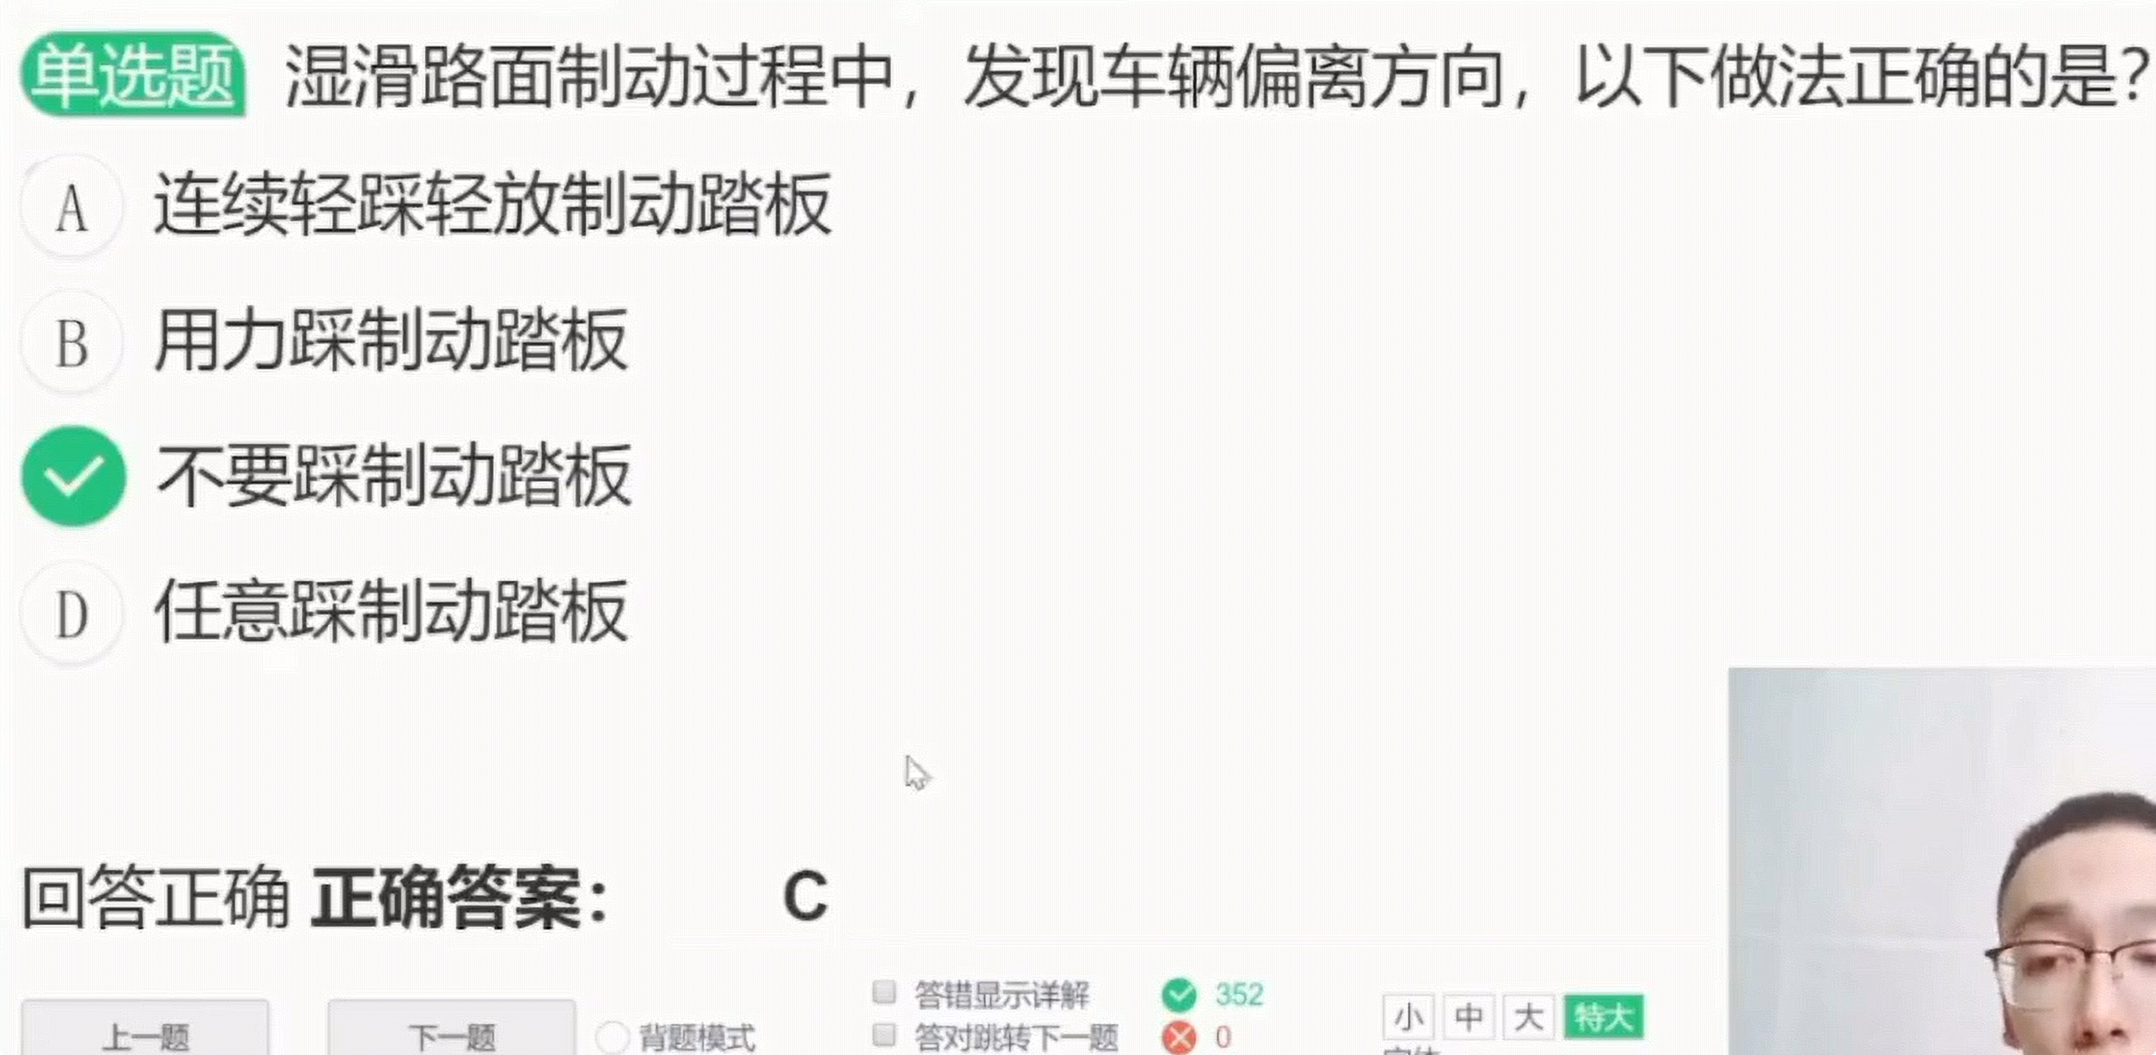 单选题 湿滑路面制动过程中，发现车辆偏离方向，以下做法正确的是?
A 连续轻踩轻放制动踏板
B 用力踩制动踏板
不要踩制动踏板
D 任意踩制动踏板
回答正确 正确答案： C
答错显示详解 352
上一题 下一题 背题模式 答对跳转下一题 0
小 中 大 特大